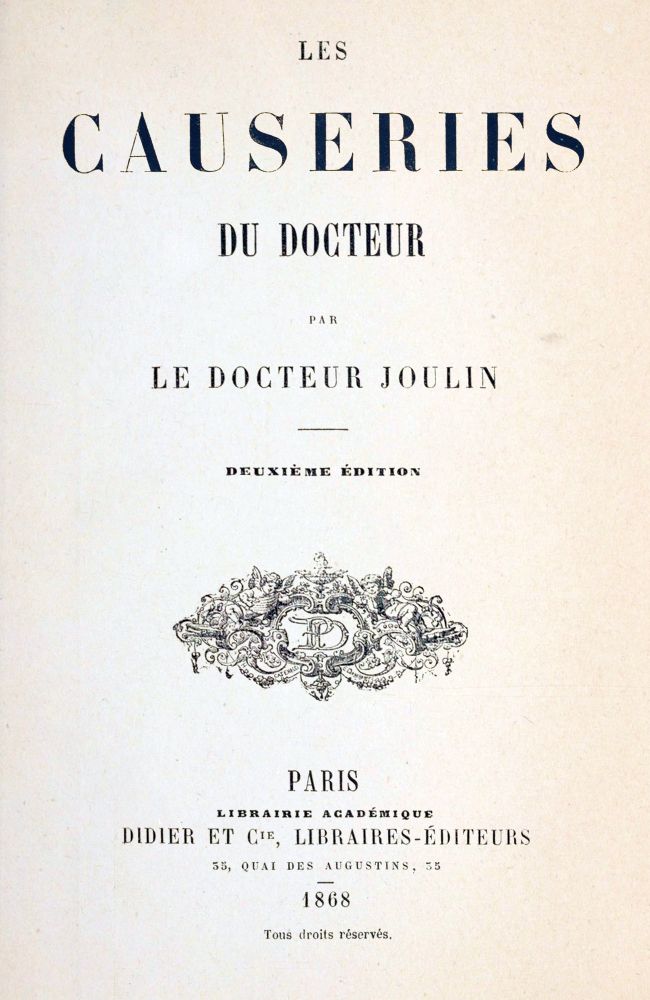 LES
CAUSERIES
DU DOCTEUR
PAR
LE DOCTEUR JOULIN
DEUXIÈME ÉDITION
PARIS
LIBRAIRIE ACADÉMIQUE
DIDIER ET CIE, LIBRAIRES-ÉDITEURS
35, QUAI DES AUGUSTINS, 35
1868
Tous droits réservés.